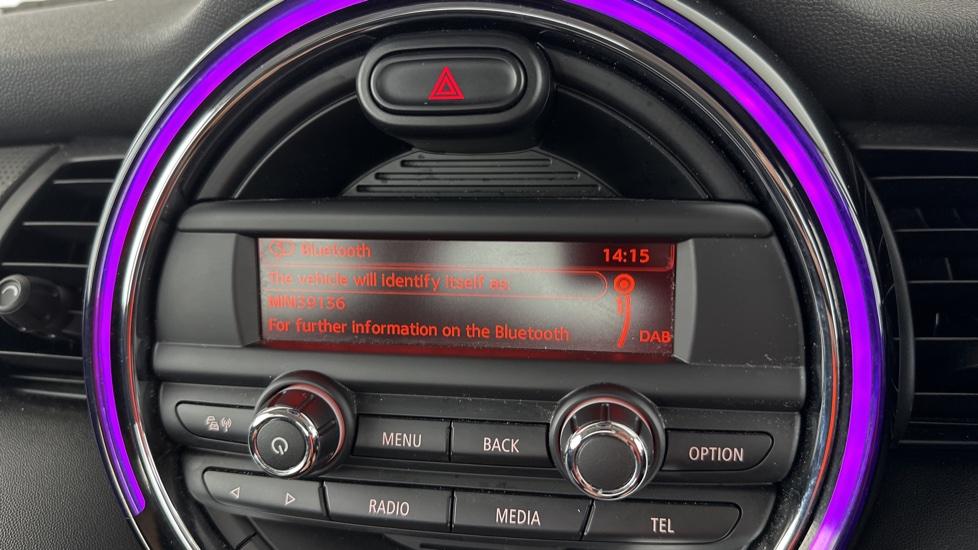 Bluetooth 14:15
The vehicle will identify itself as
MINI39136
For further information on the Bluetooth
DAB
MENU BACK OPTION
RADIO MEDIA TEL